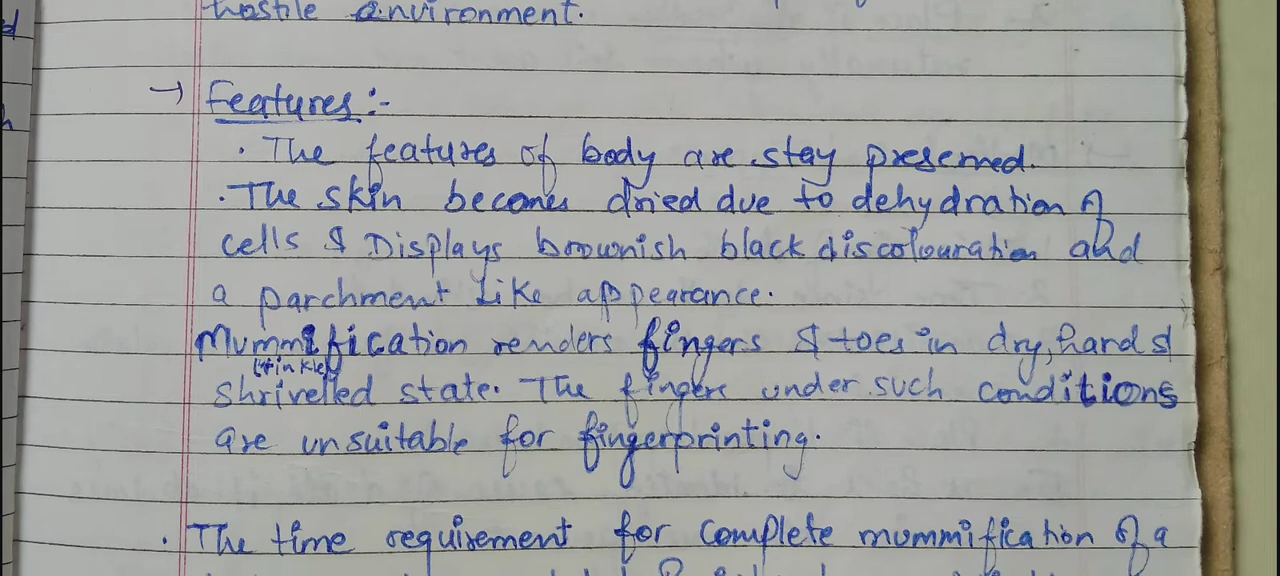 hostile environment.
→ Features :-
· The features of body are stay preserved.
· The skin becomes dried due to dehydration of
cells & Displays brownish black discolouration and
a parchment like appearance.
Mummification renders fingers & toes in dry, hard &
shrivelled state. The fingers under such conditions
are unsuitable for fingerprinting.
· The time requirement for complete mummification of a